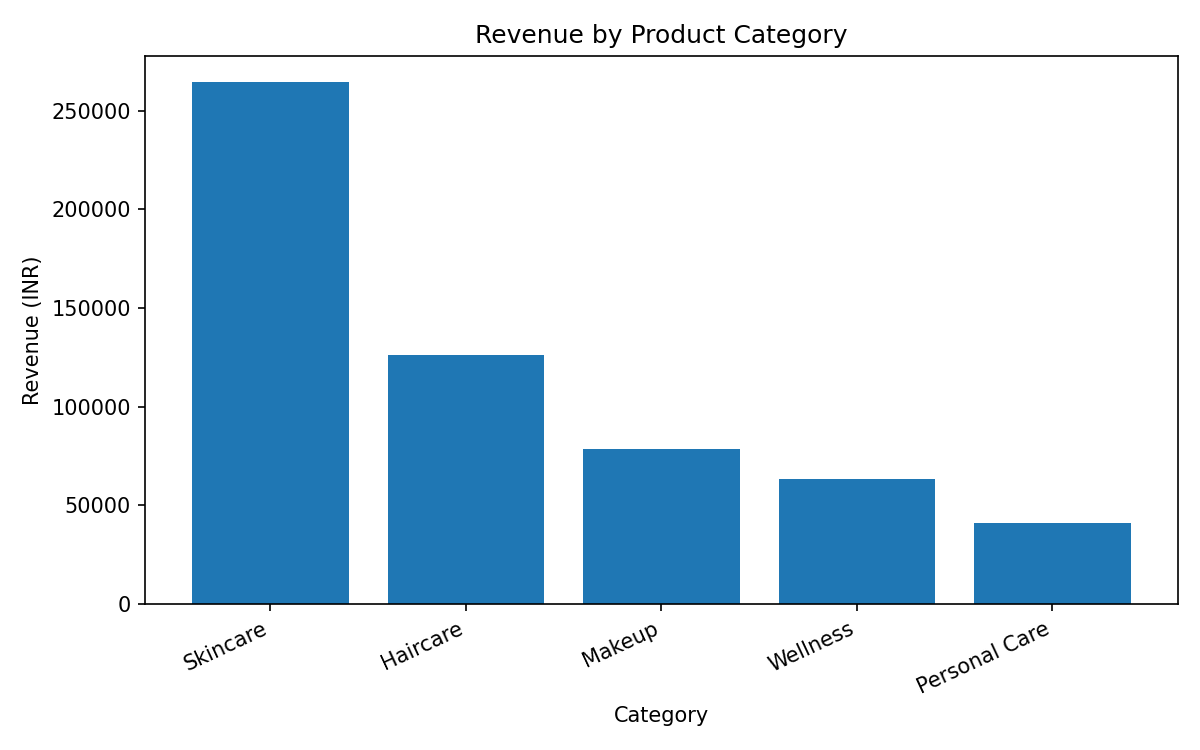 Revenue by Product Category
Revenue (INR)
250000
200000
150000
100000
50000
0
Skincare
Haircare
Makeup
Wellness
Personal Care
Category